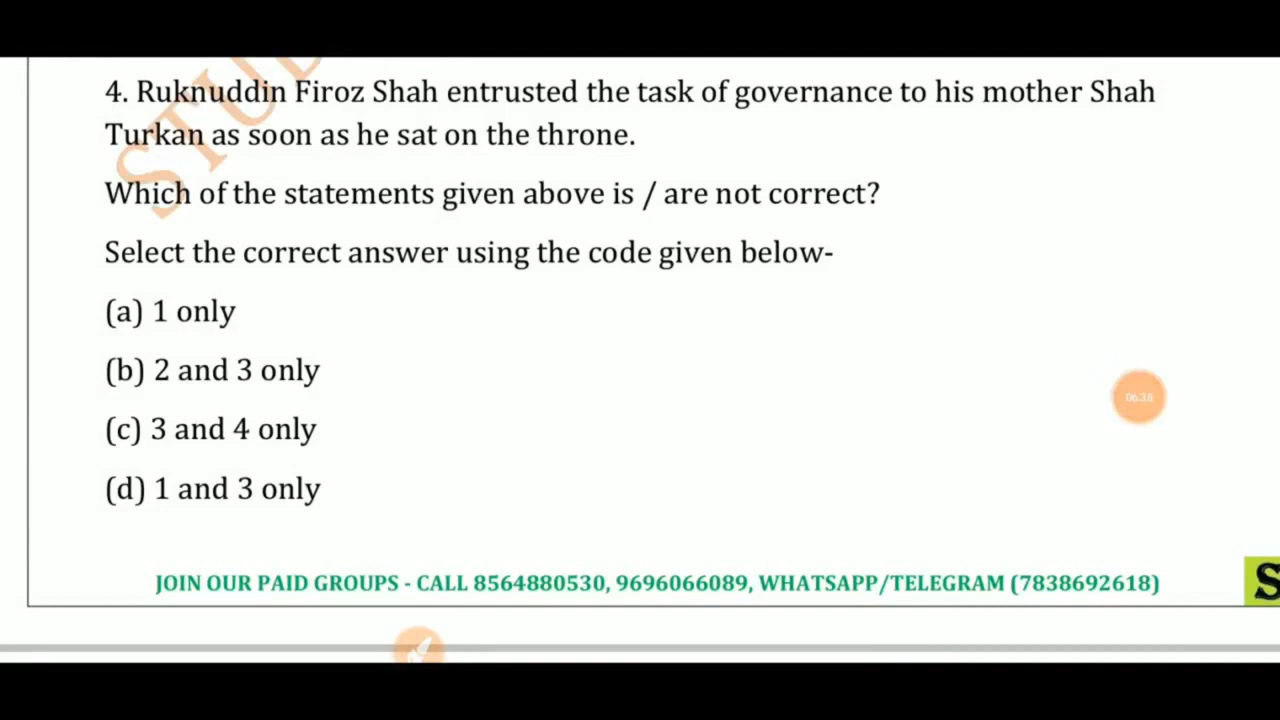 STUD
4. Ruknuddin Firoz Shah entrusted the task of governance to his mother Shah
Turkan as soon as he sat on the throne.
Which of the statements given above is / are not correct?
Select the correct answer using the code given below-
(a) 1 only
(b) 2 and 3 only
(c) 3 and 4 only
(d) 1 and 3 only
06:38
JOIN OUR PAID GROUPS - CALL 8564880530, 9696066089, WHATSAPP/TELEGRAM (7838692618)
S